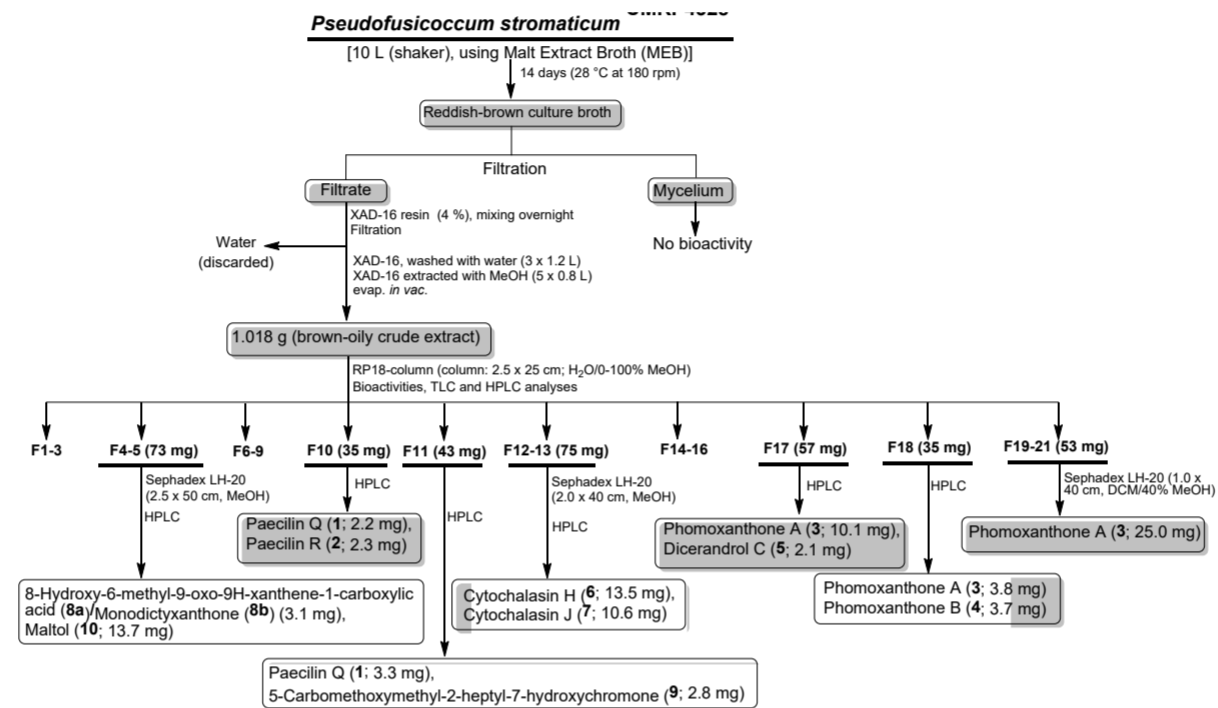 Pseudofusicoccum stromaticum
[10 L (shaker), using Malt Extract Broth (MEB)]
14 days (28 °C at 180 rpm)
Reddish-brown culture broth
Filtration
Filtrate
Mycelium
XAD-16 resin (4 %), mixing overnight
Filtration
Water
(discarded)
No bioactivity
XAD-16, washed with water (3 x 1.2 L)
XAD-16 extracted with MeOH (5 x 0.8 L)
evap. in vac.
1.018 g (brown-oily crude extract)
RP18-column (column: 2.5 x 25 cm; H₂O/0-100% MeOH)
Bioactivities, TLC and HPLC analyses
F1-3
F4-5 (73 mg)
F6-9
F10 (35 mg)
F11 (43 mg)
F12-13 (75 mg)
F14-16
F17 (57 mg)
F18 (35 mg)
F19-21 (53 mg)
Sephadex LH-20
(2.5 x 50 cm, MeOH)
HPLC
HPLC
HPLC
Sephadex LH-20
(2.0 x 40 cm, MeOH)
HPLC
HPLC
HPLC
Sephadex LH-20 (1.0 x
40 cm, DCM/40% MeOH)
Paecilin Q (1; 2.2 mg),
Paecilin R (2; 2.3 mg)
Phomoxanthone A (3; 10.1 mg),
Dicerandrol C (5; 2.1 mg)
Phomoxanthone A (3; 25.0 mg)
8-Hydroxy-6-methyl-9-oxo-9H-xanthene-1-carboxylic
acid (8a)/Monodictyxanthone (8b) (3.1 mg),
Maltol (10; 13.7 mg)
Cytochalasin H (6; 13.5 mg),
Cytochalasin J (7; 10.6 mg)
Phomoxanthone A (3; 3.8 mg)
Phomoxanthone B (4; 3.7 mg)
Paecilin Q (1; 3.3 mg),
5-Carbomethoxymethyl-2-heptyl-7-hydroxychromone (9; 2.8 mg)